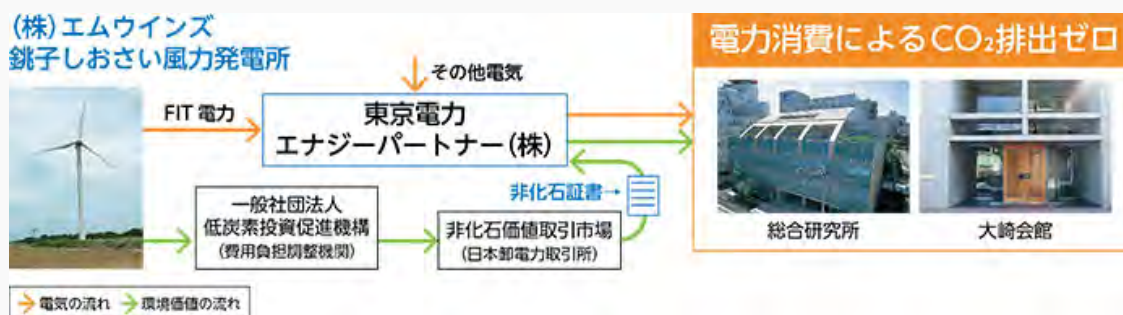 (株)エムウインズ
銚子しおさい風力発電所
FIT 電力
その他電気
東京電力
エナジーパートナー(株)
一般社団法人
低炭素投資促進機構
(費用負担調整機関)
非化石価値取引市場
(日本卸電力取引所)
非化石証書→
電力消費によるCO₂排出ゼロ
総合研究所
大崎会館
電気の流れ
環境価値の流れ